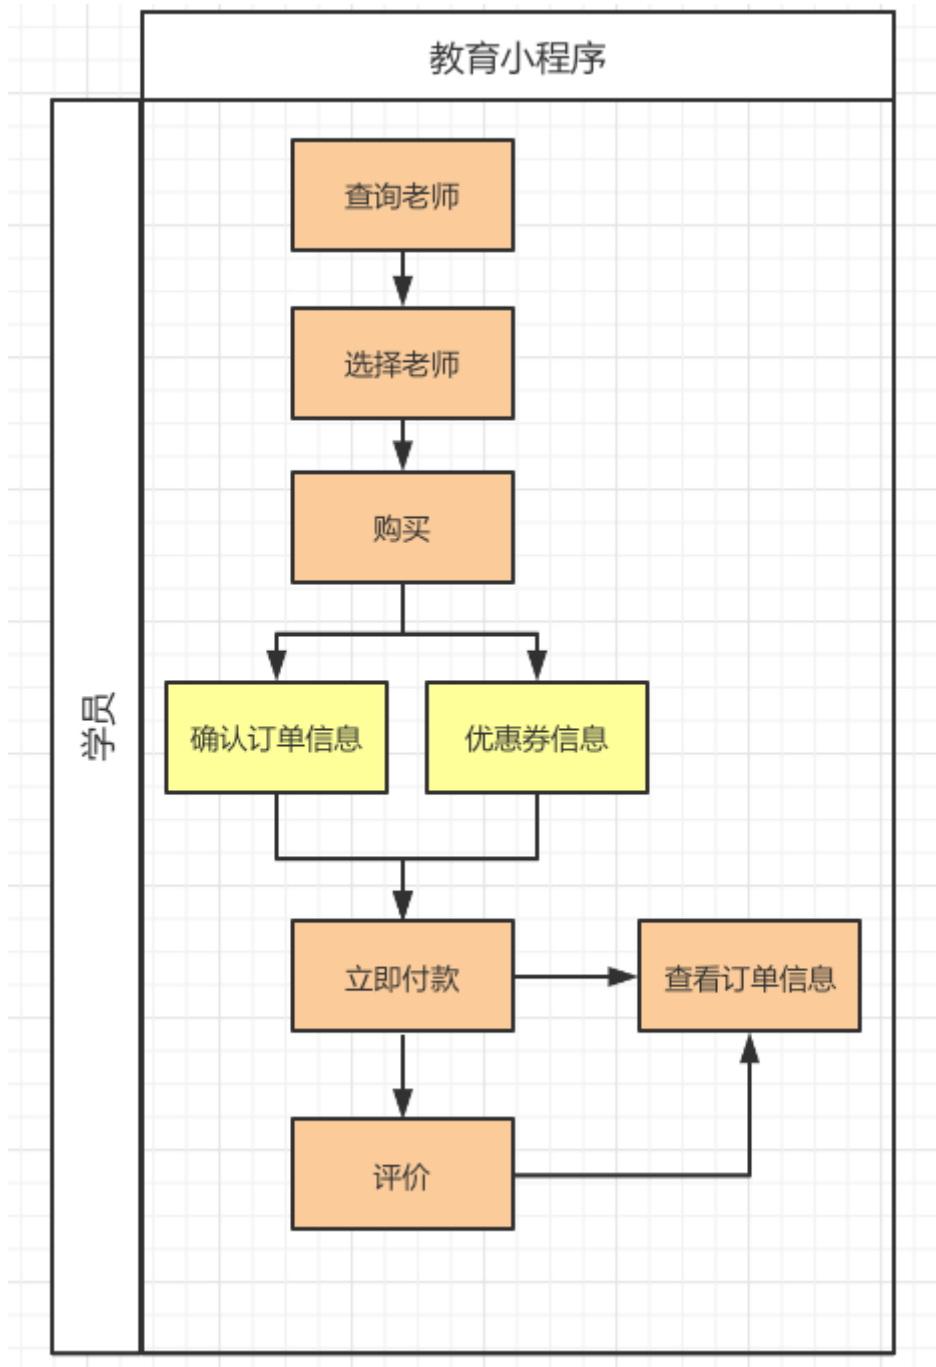 教育小程序
学员
查询老师
选择老师
购买
确认订单信息
优惠券信息
立即付款
查看订单信息
评价